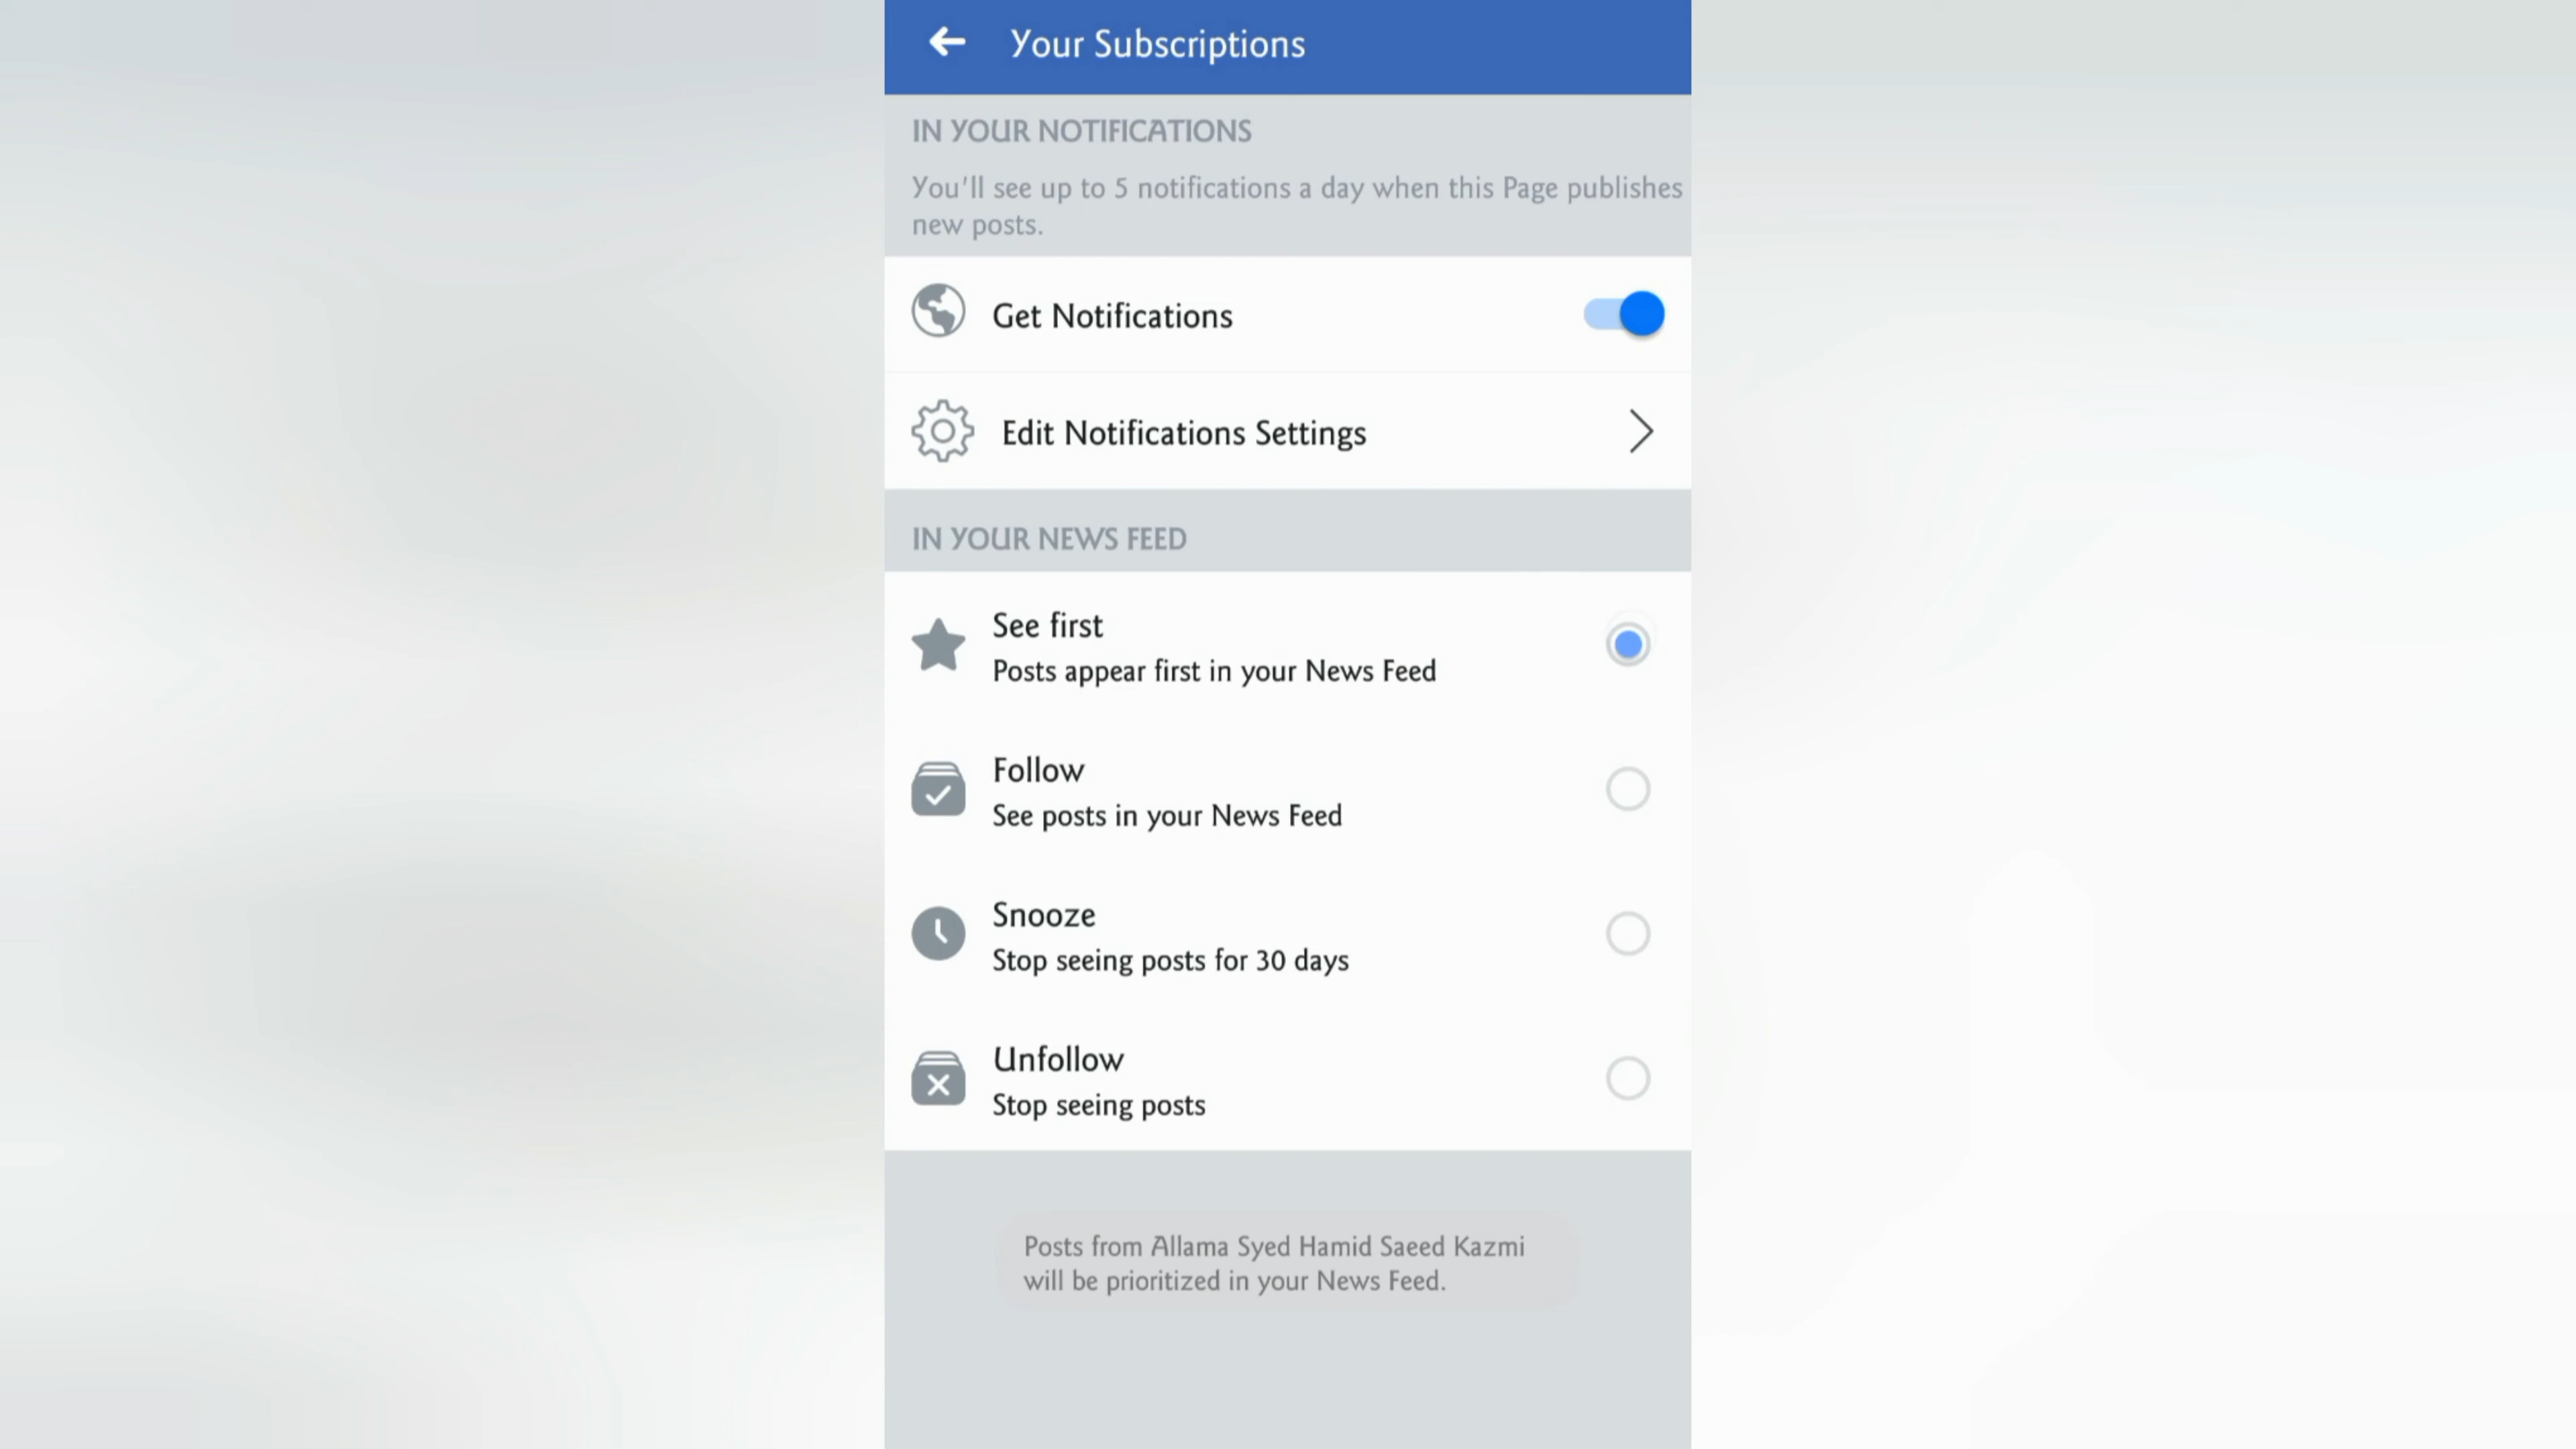 Your Subscriptions
IN YOUR NOTIFICATIONS
You'll see up to 5 notifications a day when this Page publishes
new posts.
Get Notifications
Edit Notifications Settings
IN YOUR NEWS FEED
See first
Posts appear first in your News Feed
Follow
See posts in your News Feed
Snooze
Stop seeing posts for 30 days
Unfollow
Stop seeing posts
Posts from Allama Syed Hamid Saeed Kazmi
will be prioritized in your News Feed.